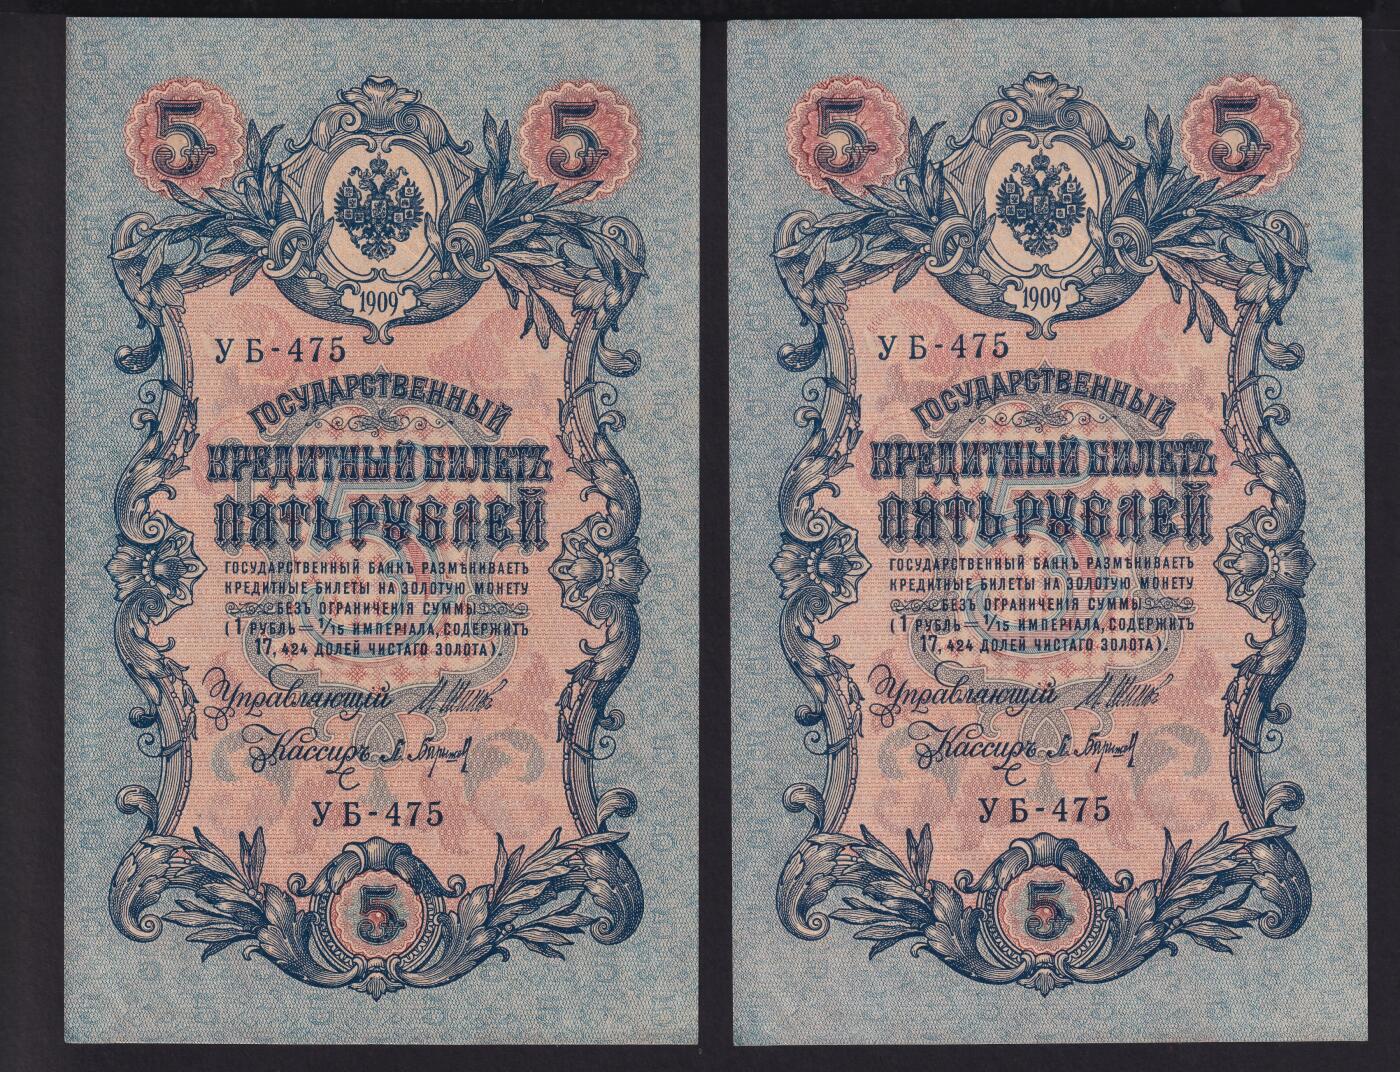 5 5
1909
УБ-475
ГОСУДАРСТВЕННЫЙ
КРЕДИТНЫЙ БИЛЕТЪ
ПЯТЬ РУБЛЕЙ
ГОСУДАРСТВЕННЫЙ БАНКЪ РАЗМѢНИВАЕТЪ
КРЕДИТНЫЕ БИЛЕТЫ НА ЗОЛОТУЮ МОНЕТУ
БЕЗЪ ОГРАНИЧЕНІЯ СУММЫ
(1 РУБЛЬ — 1/15 ИМПЕРІАЛА, СОДЕРЖИТЪ
17,424 ДОЛЕЙ ЧИСТАГО ЗОЛОТА).
Управляющій
Кассиръ
УБ-475
5
5 5
1909
УБ-475
ГОСУДАРСТВЕННЫЙ
КРЕДИТНЫЙ БИЛЕТЪ
ПЯТЬ РУБЛЕЙ
ГОСУДАРСТВЕННЫЙ БАНКЪ РАЗМѢНИВАЕТЪ
КРЕДИТНЫЕ БИЛЕТЫ НА ЗОЛОТУЮ МОНЕТУ
БЕЗЪ ОГРАНИЧЕНІЯ СУММЫ
(1 РУБЛЬ — 1/15 ИМПЕРІАЛА, СОДЕРЖИТЪ
17,424 ДОЛЕЙ ЧИСТАГО ЗОЛОТА).
Управляющій
Кассиръ
УБ-475
5